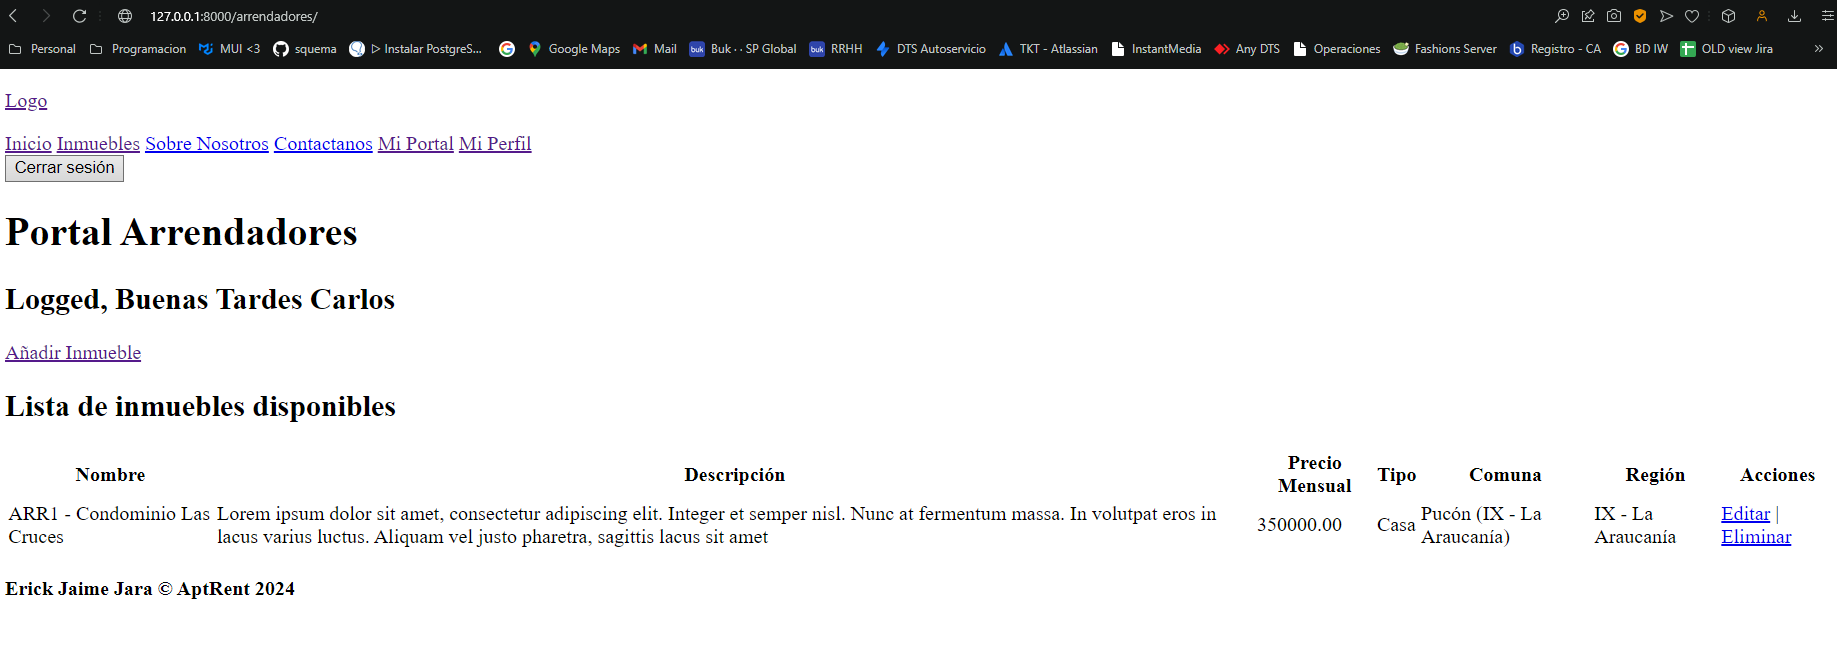 127.0.0.1:8000/arrendadores/
Personal Programacion MUI <3 squema ▷ Instalar PostgreS... Google Maps Mail Buk · · SP Global RRHH DTS Autoservicio TKT - Atlassian InstantMedia Any DTS Operaciones Fashions Server Registro - CA BD IW OLD view Jira »
Logo
Inicio Inmuebles Sobre Nosotros Contactanos Mi Portal Mi Perfil
Cerrar sesión
Portal Arrendadores
Logged, Buenas Tardes Carlos
Añadir Inmueble
Lista de inmuebles disponibles
Nombre Descripción Precio Mensual Tipo Comuna Región Acciones
ARR1 - Condominio Las Cruces Lorem ipsum dolor sit amet, consectetur adipiscing elit. Integer et semper nisl. Nunc at fermentum massa. In volutpat eros in lacus varius luctus. Aliquam vel justo pharetra, sagittis lacus sit amet 350000.00 Casa Pucón (IX - La Araucanía) IX - La Araucanía Editar | Eliminar
Erick Jaime Jara © AptRent 2024